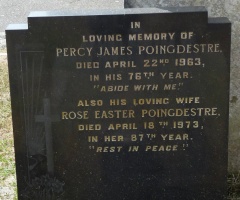 IN
LOVING MEMORY OF
PERCY JAMES POINGDESTRE,
DIED APRIL 22ND 1963,
IN HIS 76TH YEAR.
"ABIDE WITH ME."
ALSO HIS LOVING WIFE
ROSE EASTER POINGDESTRE,
DIED APRIL 18TH 1973,
IN HER 87TH YEAR.
"REST IN PEACE".